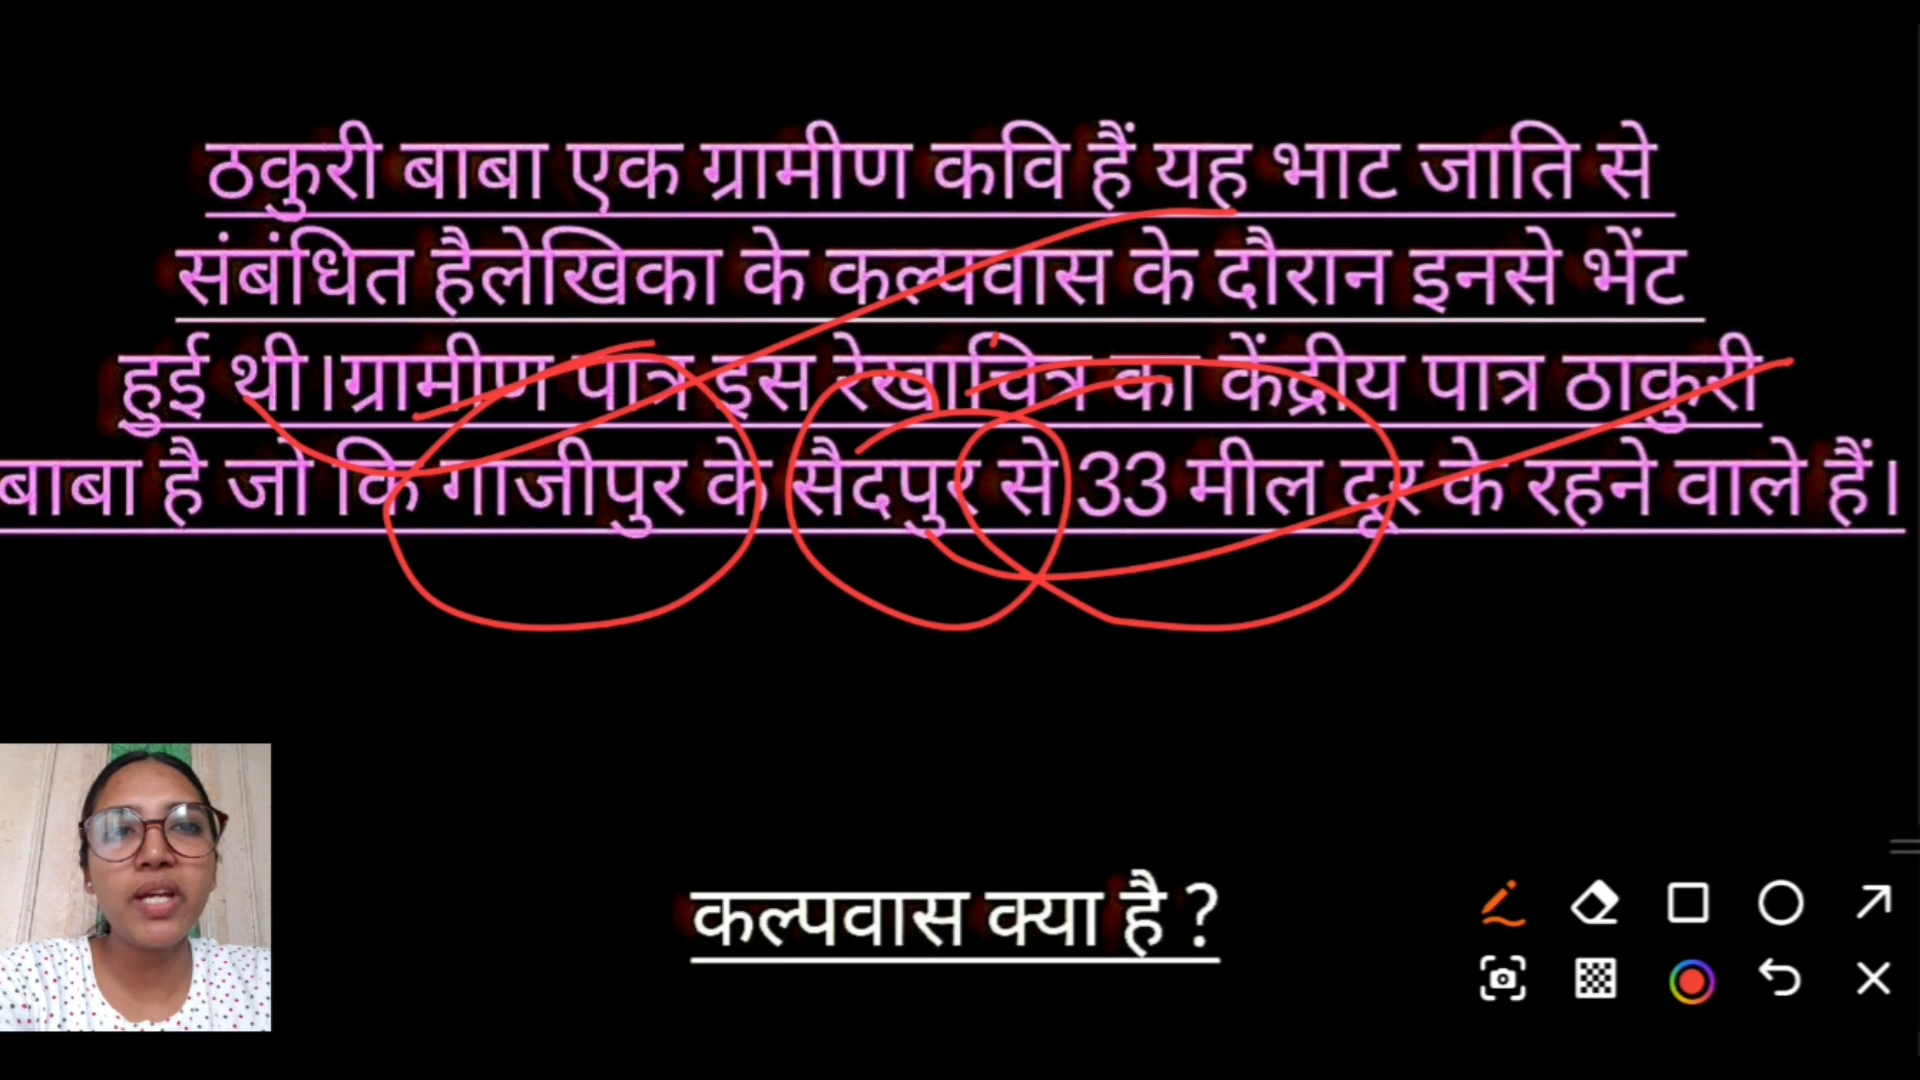 ठकुरी बाबा एक ग्रामीण कवि हैं यह भाट जाति से
संबंधित हैलेखिका के कल्पवास के दौरान इनसे भेंट
हुई थी।ग्रामीण पात्र इस रेखाचित्र का केंद्रीय पात्र ठाकुरी
बाबा है जो कि गाजीपुर के सैदपुर से 33 मील दूर के रहने वाले हैं।
कल्पवास क्या है ?